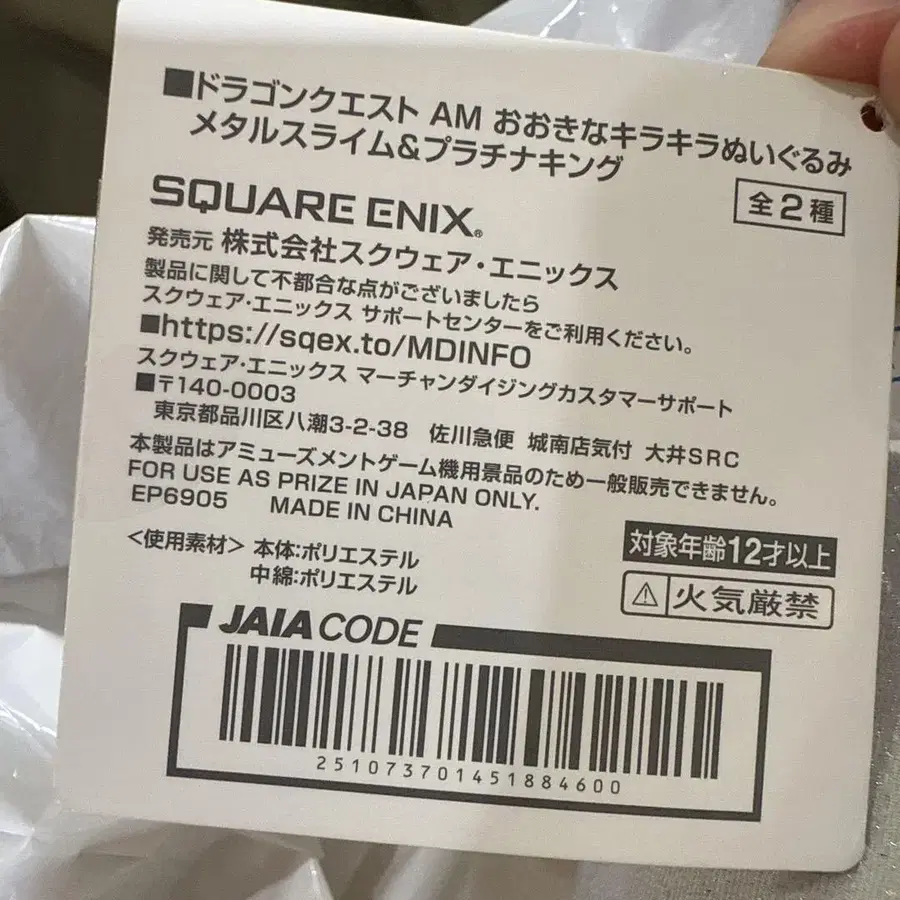 ■ドラゴンクエスト AM おおきなキラキラぬいぐるみ
メタルスライム&プラチナキング
全2種
SQUARE ENIX®
発売元 株式会社スクウェア・エニックス
製品に関して不都合な点がございましたら
スクウェア・エニックス サポートセンターをご利用ください。
■https://sqex.to/MDINFO
スクウェア・エニックス マーチャンダイジングカスタマーサポート
■〒140-0003
東京都品川区八潮3-2-38 佐川急便 城南店気付 大井SRC
本製品はアミューズメントゲーム機用景品のため一般販売できません。
FOR USE AS PRIZE IN JAPAN ONLY.
EP6905 MADE IN CHINA
<使用素材> 本体:ポリエステル
中綿:ポリエステル
対象年齢12才以上
⚠火気厳禁
JAIA CODE
251073701451884600